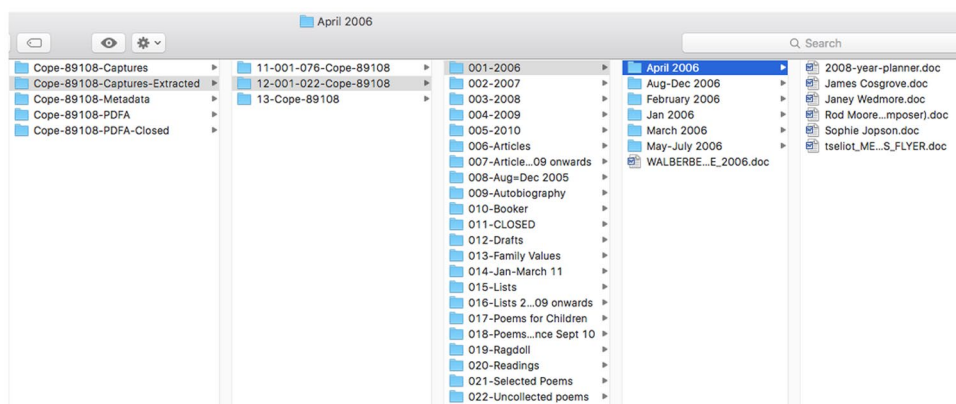 April 2006
Search
Cope-89108-Captures
Cope-89108-Captures-Extracted
Cope-89108-Metadata
Cope-89108-PDFA
Cope-89108-PDFA-Closed
11-001-076-Cope-89108
12-001-022-Cope-89108
13-Cope-89108
001-2006
002-2007
003-2008
004-2009
005-2010
006-Articles
007-Article...09 onwards
008-Aug=Dec 2005
009-Autobiography
010-Booker
011-CLOSED
012-Drafts
013-Family Values
014-Jan-March 11
015-Lists
016-Lists 2...09 onwards
017-Poems for Children
018-Poems...nce Sept 10
019-Ragdoll
020-Readings
021-Selected Poems
022-Uncollected poems
April 2006
Aug-Dec 2006
February 2006
Jan 2006
March 2006
May-July 2006
WALBERBE...E_2006.doc
2008-year-planner.doc
James Cosgrove.doc
Janey Wedmore.doc
Rod Moore...mposer).doc
Sophie Jopson.doc
tseliot_ME...S_FLYER.doc